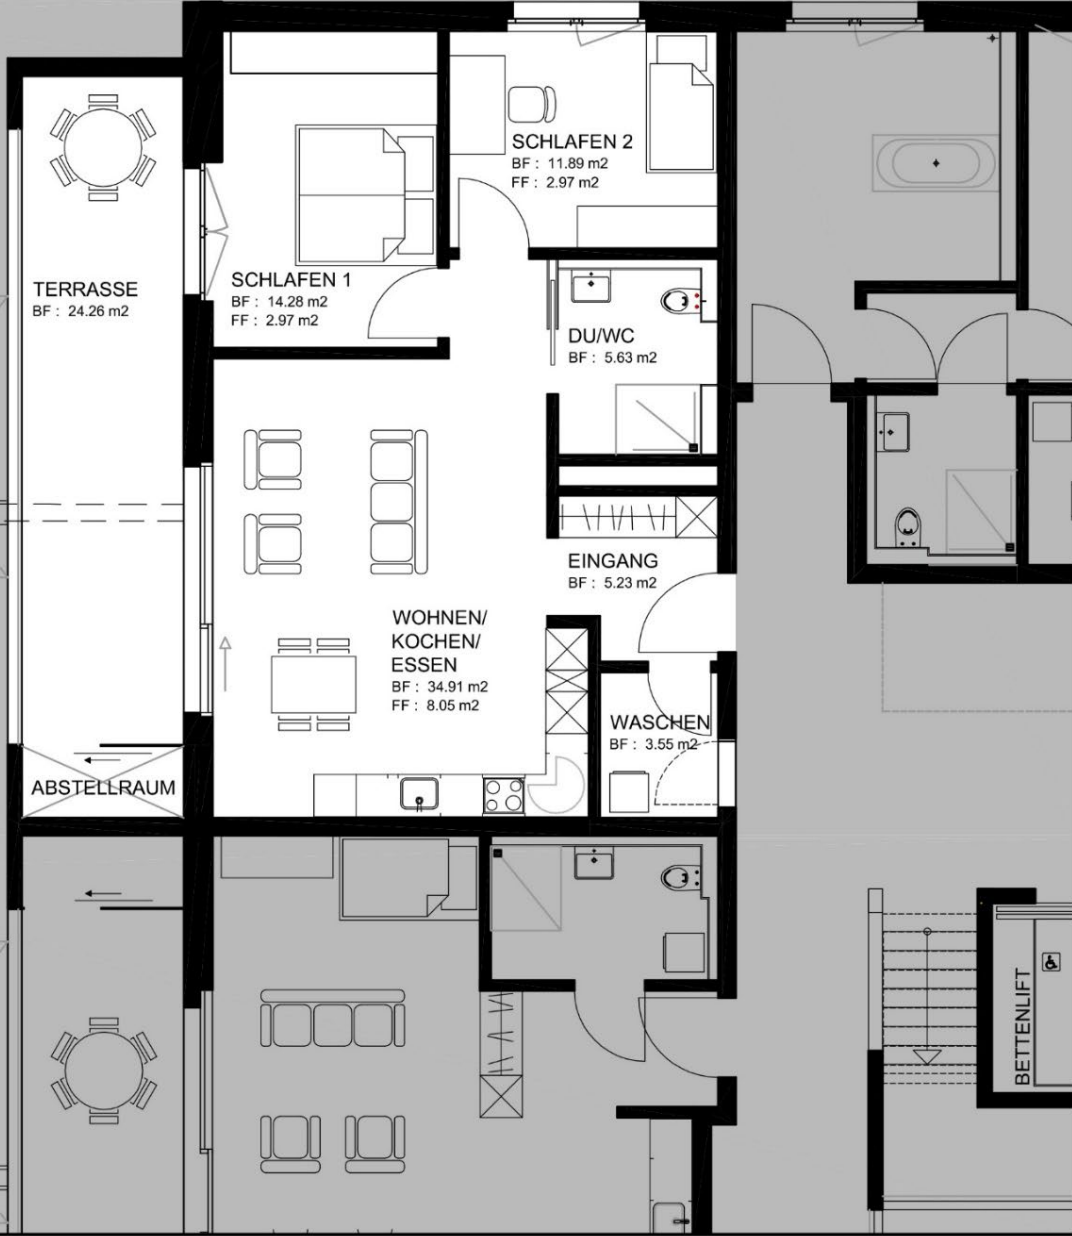 SCHLAFEN 2
BF : 11.89 m2
FF : 2.97 m2
TERRASSE
BF : 24.26 m2
SCHLAFEN 1
BF : 14.28 m2
FF : 2.97 m2
DU/WC
BF : 5.63 m2
EINGANG
BF : 5.23 m2
WOHNEN/
KOCHEN/
ESSEN
BF : 34.91 m2
FF : 8.05 m2
WASCHEN
BF : 3.55 m2
ABSTELLRAUM
BETTENLIFT